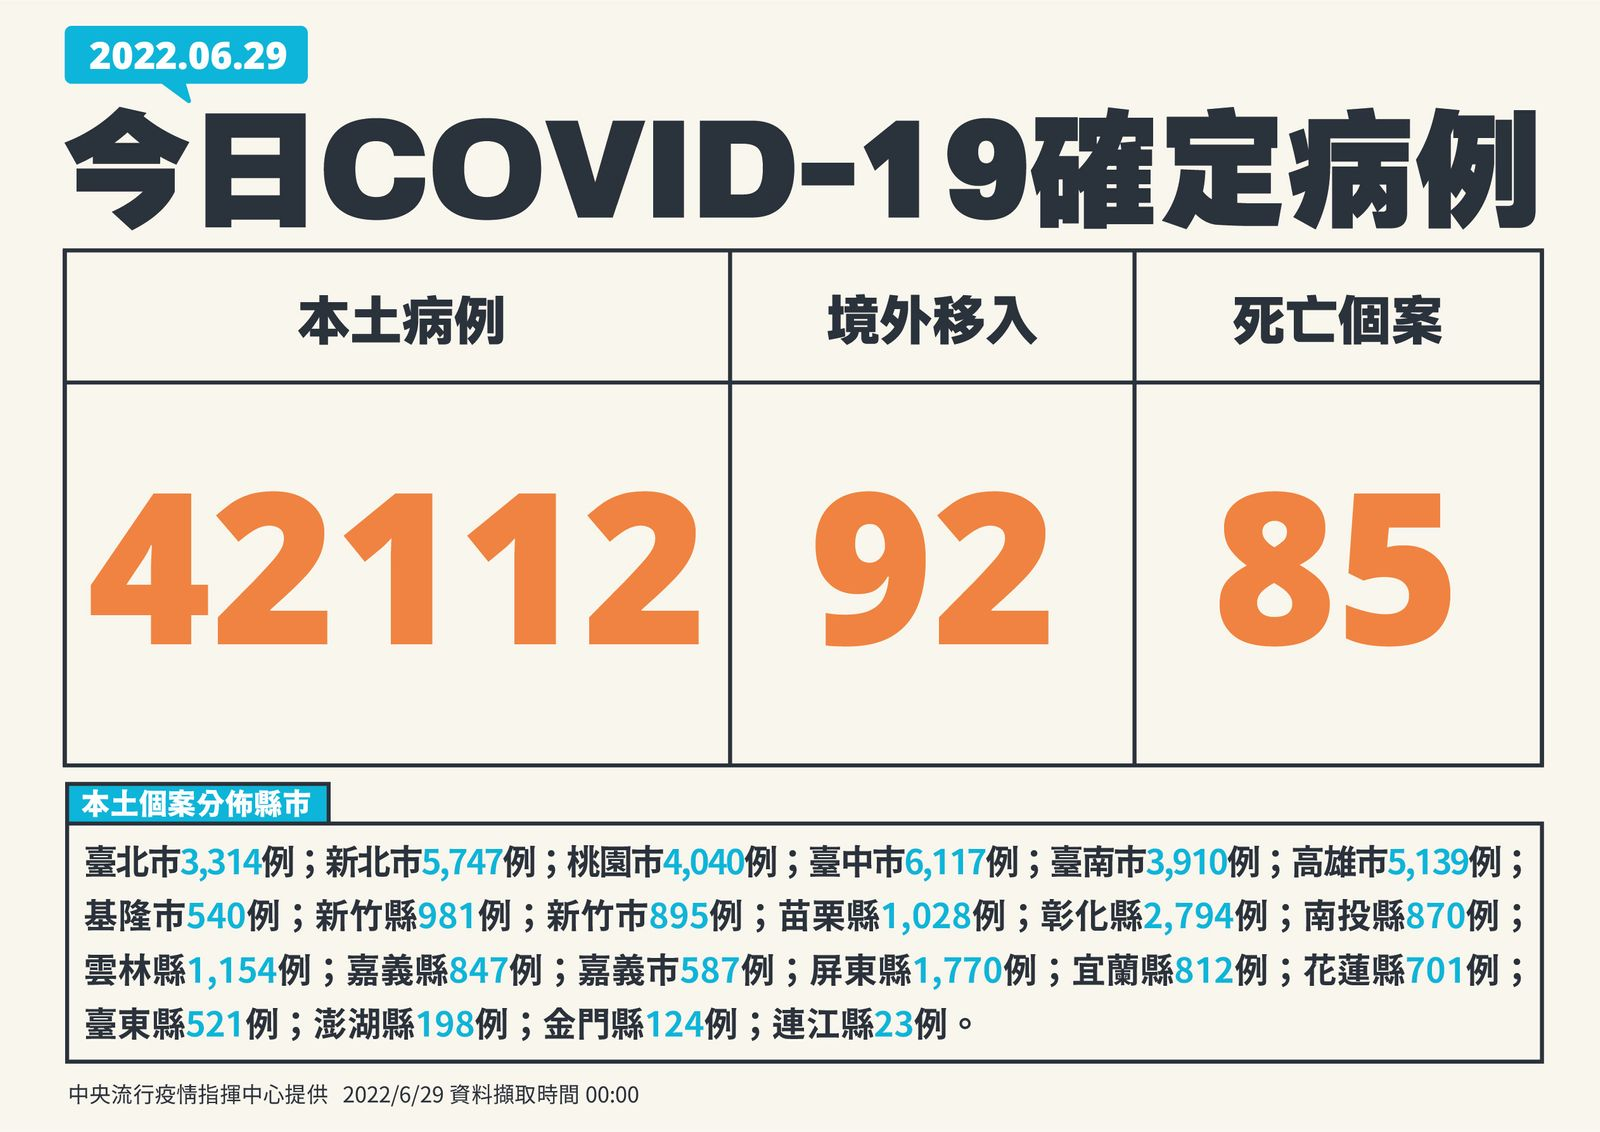 2022.06.29
今日COVID-19確定病例
本土病例
境外移入
死亡個案
42112
92
85
本土個案分佈縣市
臺北市3,314例；新北市5,747例；桃園市4,040例；臺中市6,117例；臺南市3,910例；高雄市5,139例；
基隆市540例；新竹縣981例；新竹市895例；苗栗縣1,028例；彰化縣2,794例；南投縣870例；
雲林縣1,154例；嘉義縣847例；嘉義市587例；屏東縣1,770例；宜蘭縣812例；花蓮縣701例；
臺東縣521例；澎湖縣198例；金門縣124例；連江縣23例。
中央流行疫情指揮中心提供 2022/6/29 資料擷取時間 00:00